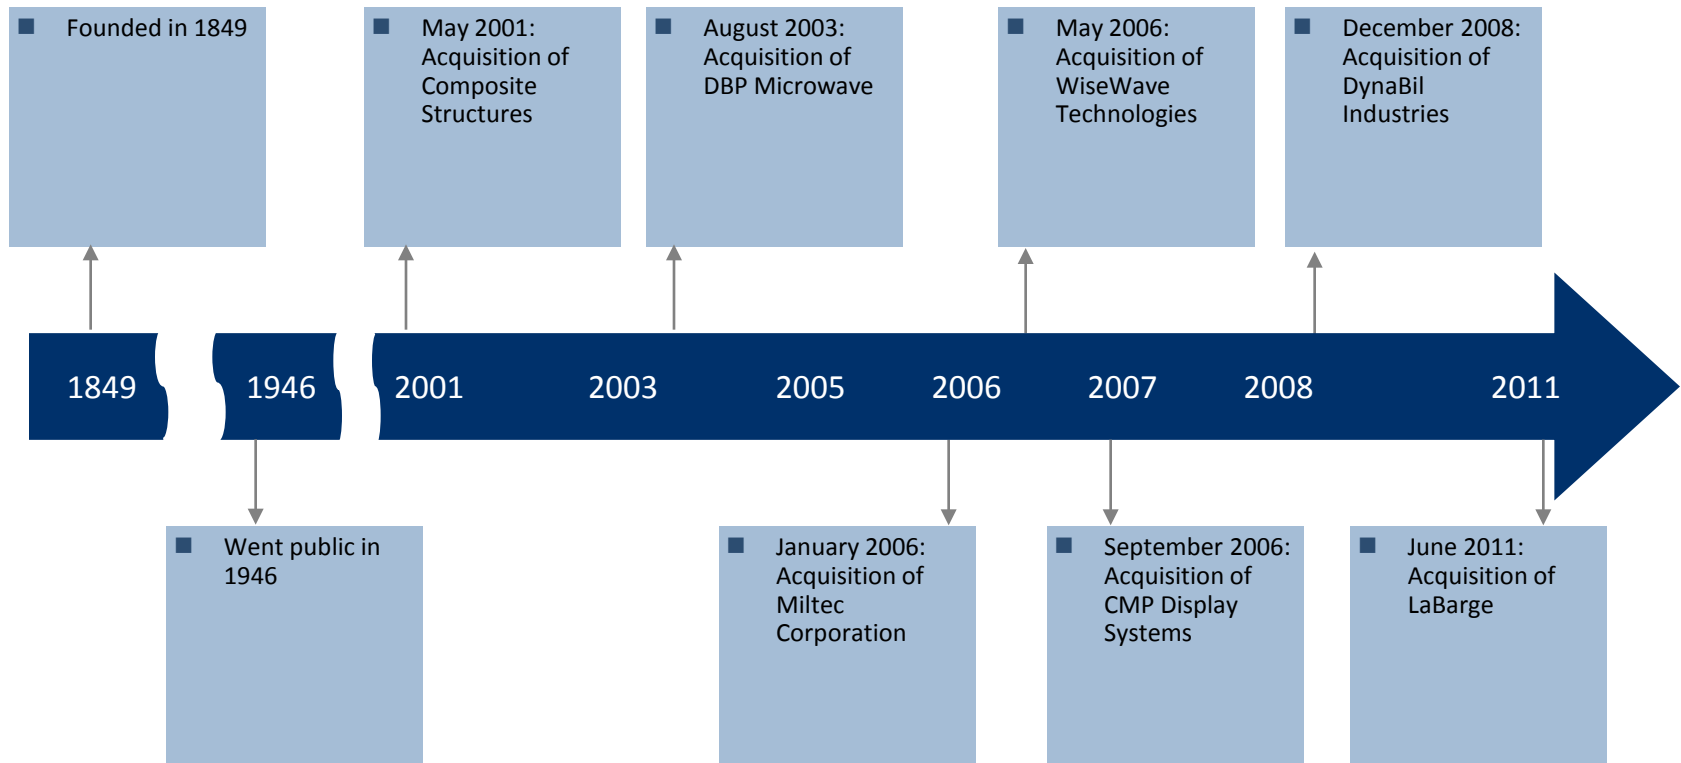 Founded in 1849
May 2001:
Acquisition of
Composite
Structures
August 2003:
Acquisition of
DBP Microwave
May 2006:
Acquisition of
WiseWave
Technologies
December 2008:
Acquisition of
DynaBil
Industries
1849
1946
2001
2003
2005
2006
2007
2008
2011
Went public in
1946
January 2006:
Acquisition of
Miltec
Corporation
September 2006:
Acquisition of
CMP Display
Systems
June 2011:
Acquisition of
LaBarge